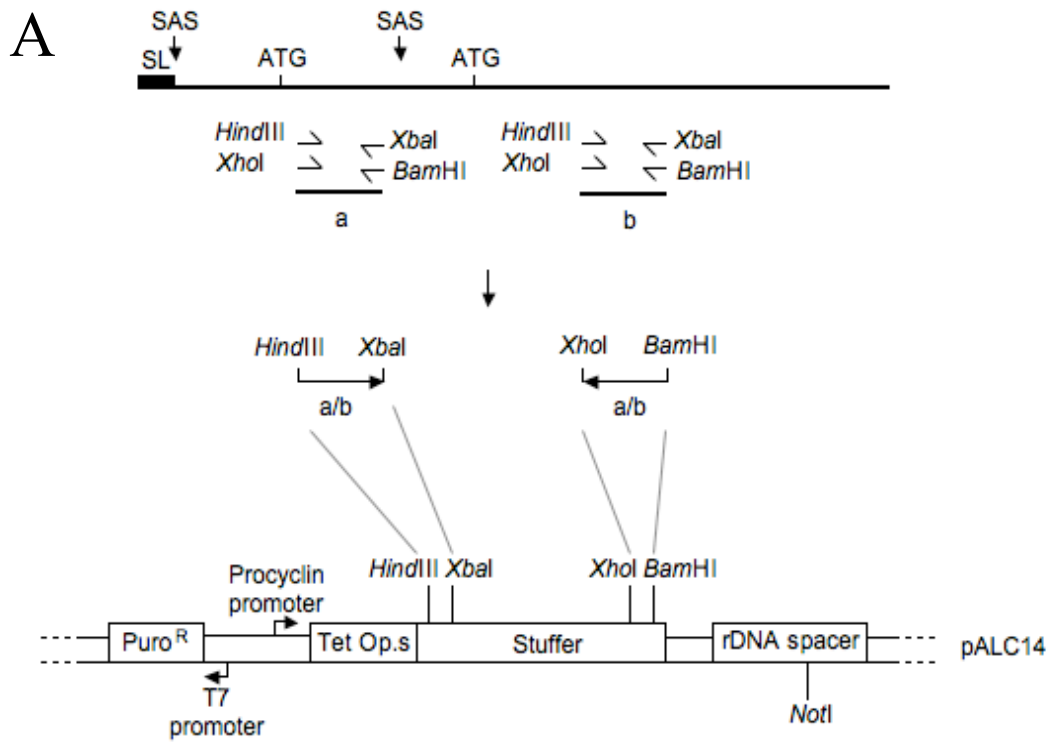 A
SAS SAS
SL ATG ATG
HindIII XbaI HindIII XbaI
XhoI BamHI XhoI BamHI
a b
HindIII XbaI XhoI BamHI
a/b a/b
HindIII XbaI XhoI BamHI
Procyclin
promoter
Puro R Tet Op.s Stuffer rDNA spacer pALC14
T7
promoter
NotI